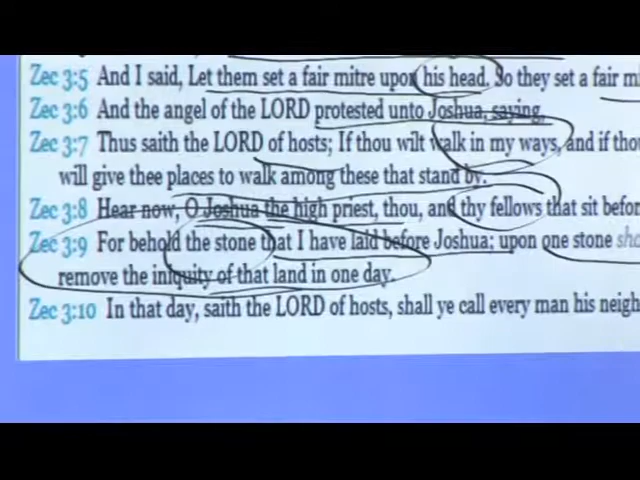 Zec 3:5 And I said, Let them set a fair mitre upon his head. So they set a fair
Zec 3:6 And the angel of the LORD protested unto Joshua, saying,
Zec 3:7 Thus saith the LORD of hosts; If thou wilt walk in my ways, and if
will give thee places to walk among these that stand by.
Zec 3:8 Hear now, O Joshua the high priest, thou, and thy fellows that sit
Zec 3:9 For behold the stone that I have laid before Joshua; upon one stone
remove the iniquity of that land in one day.
Zec 3:10 In that day, saith the LORD of hosts, shall ye call every man his